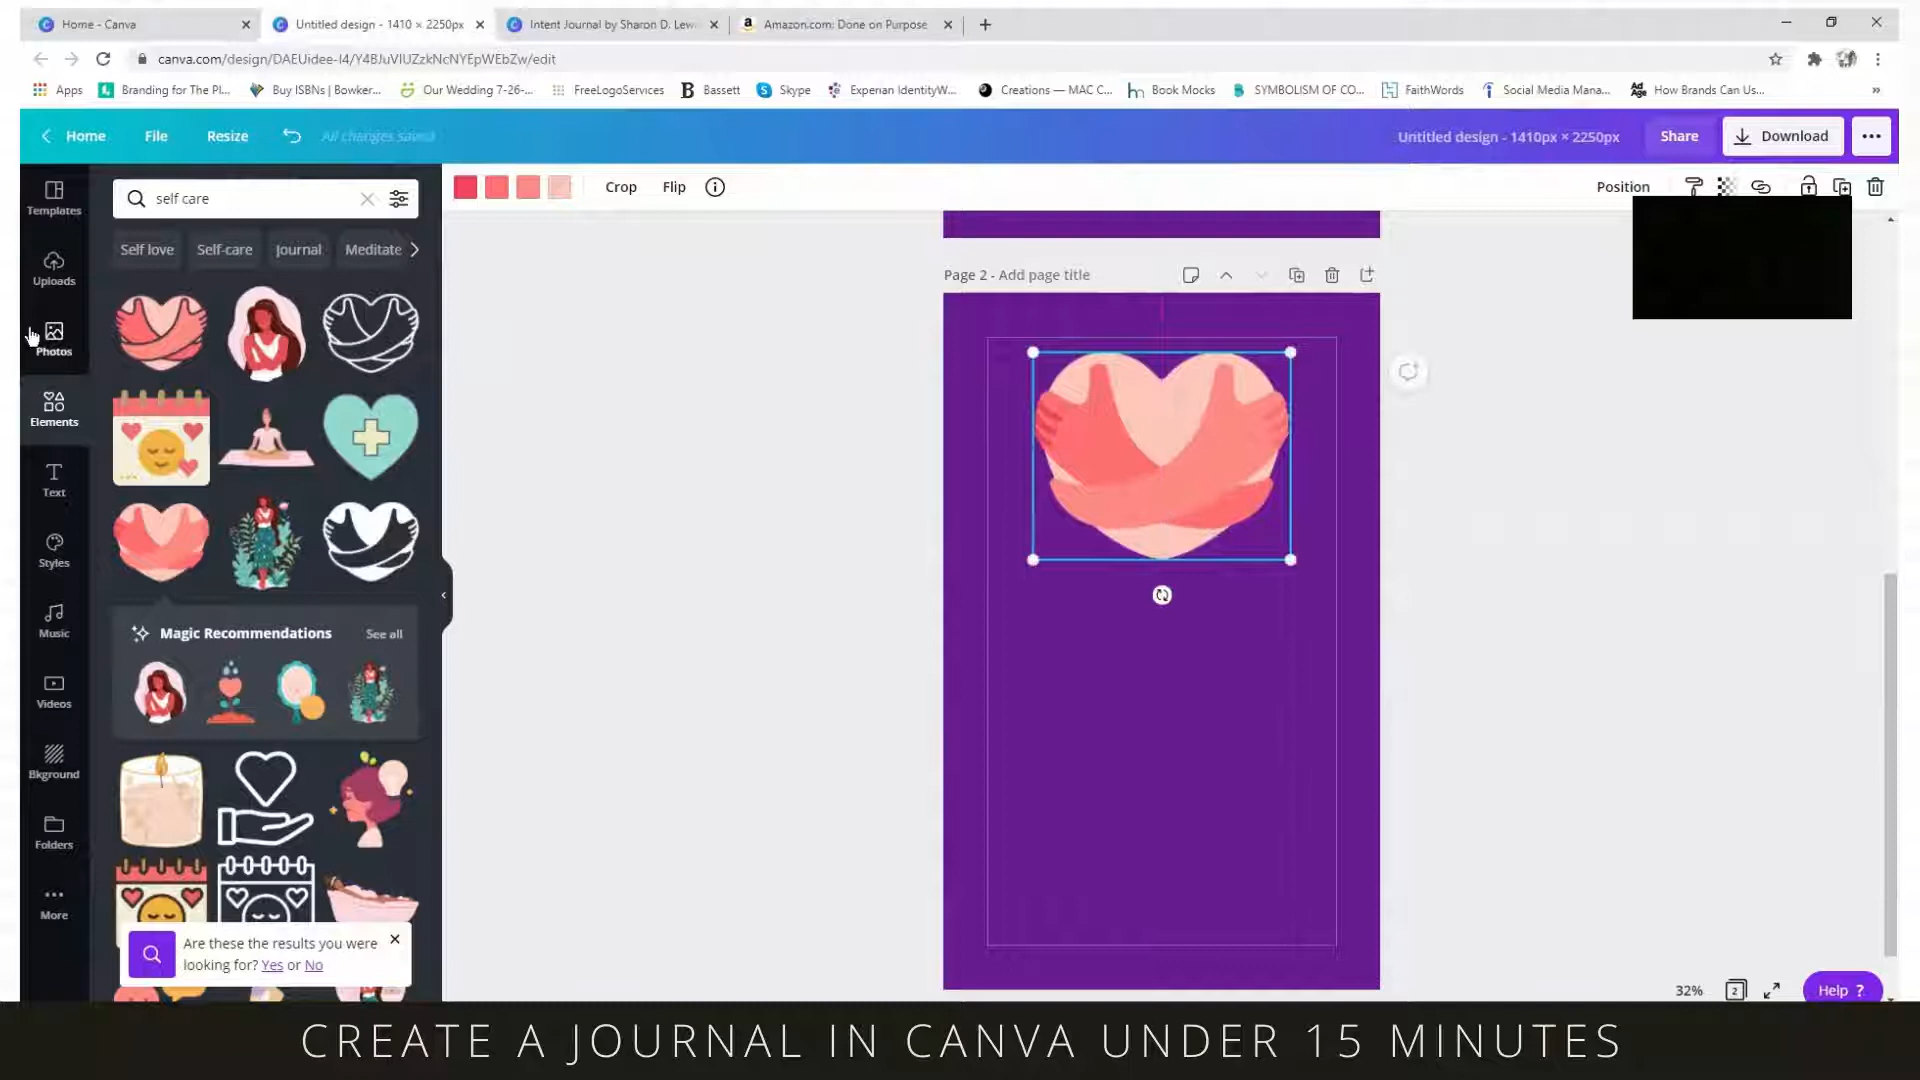 Home - Canva
Untitled design - 1410 × 2250px
Intent Journal by Sharon D. Lew
Amazon.com: Done on Purpose
canva.com/design/DAEUidee-I4/Y4BJuVIUZzkNcNYEpWEbZw/edit
Apps
Branding for The Pl...
Buy ISBNs | Bowker...
Our Wedding 7-26-...
FreeLogoServices
Bassett
Skype
Experian IdentityW...
Creations — MAC C...
Book Mocks
SYMBOLISM OF CO...
FaithWords
Social Media Mana...
How Brands Can Us...
Home
File
Resize
All changes saved
Untitled design - 1410px × 2250px
Share
Download
Templates
Uploads
Photos
Elements
Text
Styles
Music
Videos
Bkground
Folders
More
self care
Self love
Self-care
Journal
Meditate
Magic Recommendations
See all
Are these the results you were
looking for? Yes or No
Crop
Flip
Position
Page 2 - Add page title
32%
2
Help ?
CREATE A JOURNAL IN CANVA UNDER 15 MINUTES